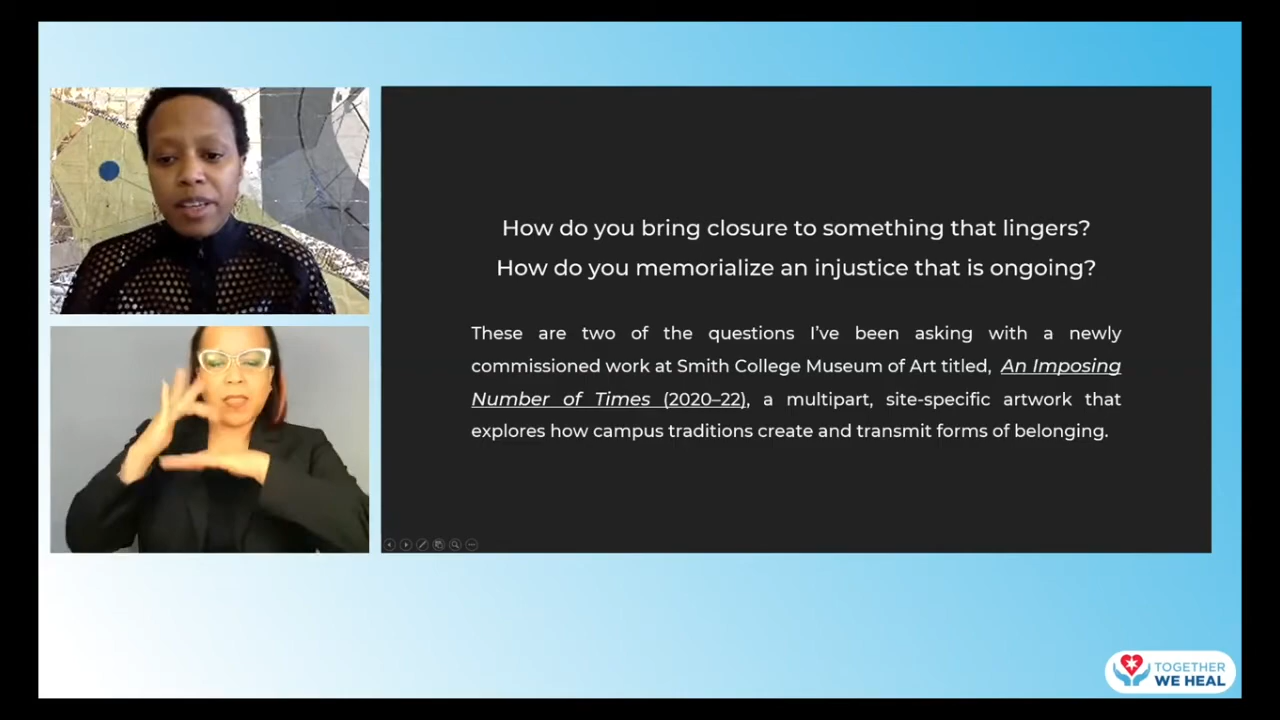 How do you bring closure to something that lingers?
How do you memorialize an injustice that is ongoing?
These are two of the questions I’ve been asking with a newly
commissioned work at Smith College Museum of Art titled, An Imposing
Number of Times (2020–22), a multipart, site-specific artwork that
explores how campus traditions create and transmit forms of belonging.
TOGETHER
WE HEAL